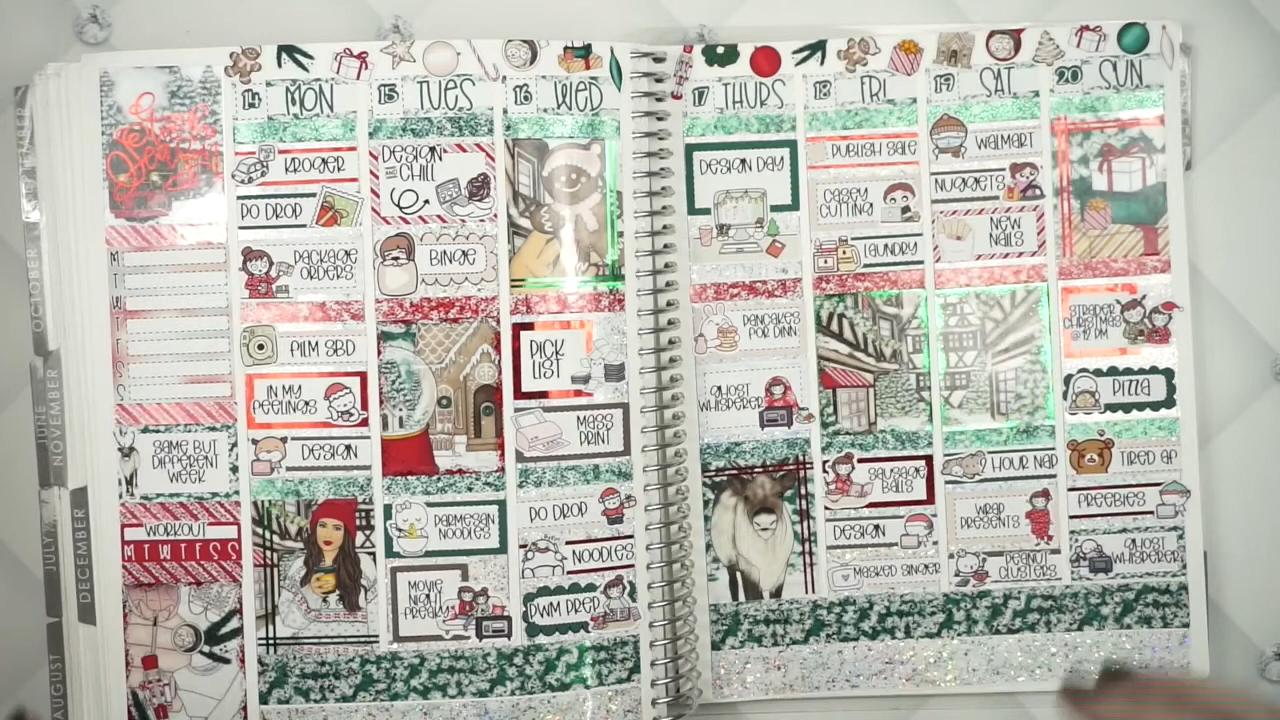 14 MON
KROGER
PO DROP
PACKAGE
ORDERS
FILM SBD
IN MY
FEELINGS
DESIGN
15 TUES
DESIGN
AND
CHILL
BINGE
PARMESAN
NOODLES
MOVIE
NIGHT
FREAKY
16 WED
PICK
LIST
MASS
PRINT
PO DROP
NOODLES
PWM PREP
17 THURS
DESIGN DAY
PANCAKES
FOR DINN
GHOST
WHISPERER
18 FRI
PUBLISH SALE
CASEY
CUTTING
LAUNDRY
SAUSAGE
BALLS
DESIGN
MASKED SINGER
19 SAT
WALMART
NUGGETS
NEW
NAILS
2 HOUR NAP
WRAP
PRESENTS
PEANUT
CLUSTERS
20 SUN
STRADER
CHRISTMAS
@ 12 PM
PIZZA
TIRED AF
FREEBIES
GHOST
WHISPERER
M
T
W
T
F
S
S
SAME BUT
DIFFERENT
WEEK
WORKOUT
M T W T F S S
OCTOBER
JUNE
NOVEMBER
JULY
DECEMBER
AUGUST